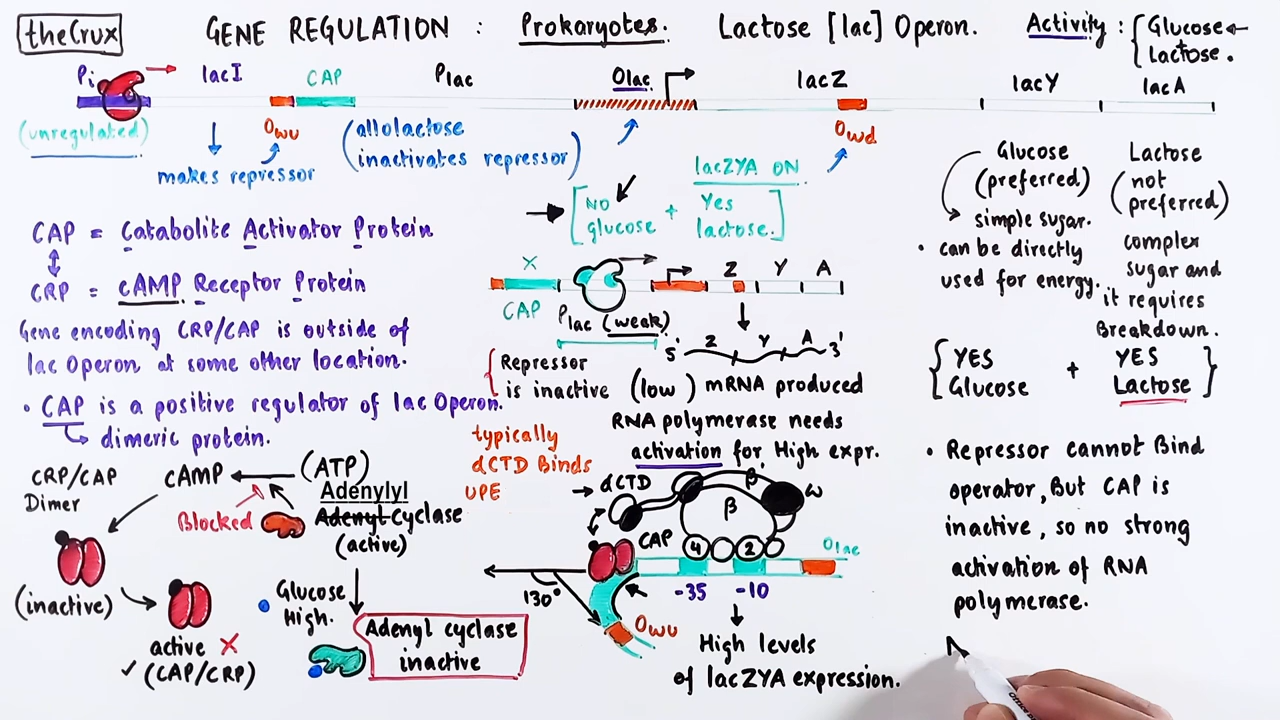 theCrux
GENE REGULATION : Prokaryotes. Lactose [lac] Operon.
Activity : { Glucose ←
+
Lactose .
Pi lacI CAP Plac Olac lacZ lacY lacA
(unregulated)
makes repressor
Owu
(allolactose
inactivates repressor)
Owd
lacZYA ON
[NO
glucose + Yes
lactose.]
CAP = Catabolite Activator Protein
CRP = cAMP Receptor Protein
Gene encoding CRP/CAP is outside of
lac Operon at some other location.
• CAP is a positive regulator of lac Operon.
dimeric protein.
CRP/CAP
Dimer
cAMP ← (ATP)
Adenylyl
Adenyl Cyclase
(active)
Blocked
(inactive)
active X
✓ (CAP/CRP)
Glucose
High.
Adenyl cyclase
inactive
X
CAP
Plac (weak)
Z Y A
5' Z Y A 3'
Repressor
is inactive
(low) mRNA produced
RNA polymerase needs
activation for High expr.
typically
αCTD Binds
UPE
→ αCTD
β'
β
ω
CAP
4 2
Olac
-35 -10
130°
Owu
High levels
of lacZYA expression.
Glucose
(preferred)
simple sugar.
• can be directly
used for energy.
Lactose
(not
preferred)
complex
sugar and
it requires
Breakdown.
{YES
Glucose + YES
Lactose}
• Repressor cannot Bind
operator, But CAP is
inactive, so no strong
activation of RNA
polymerase.